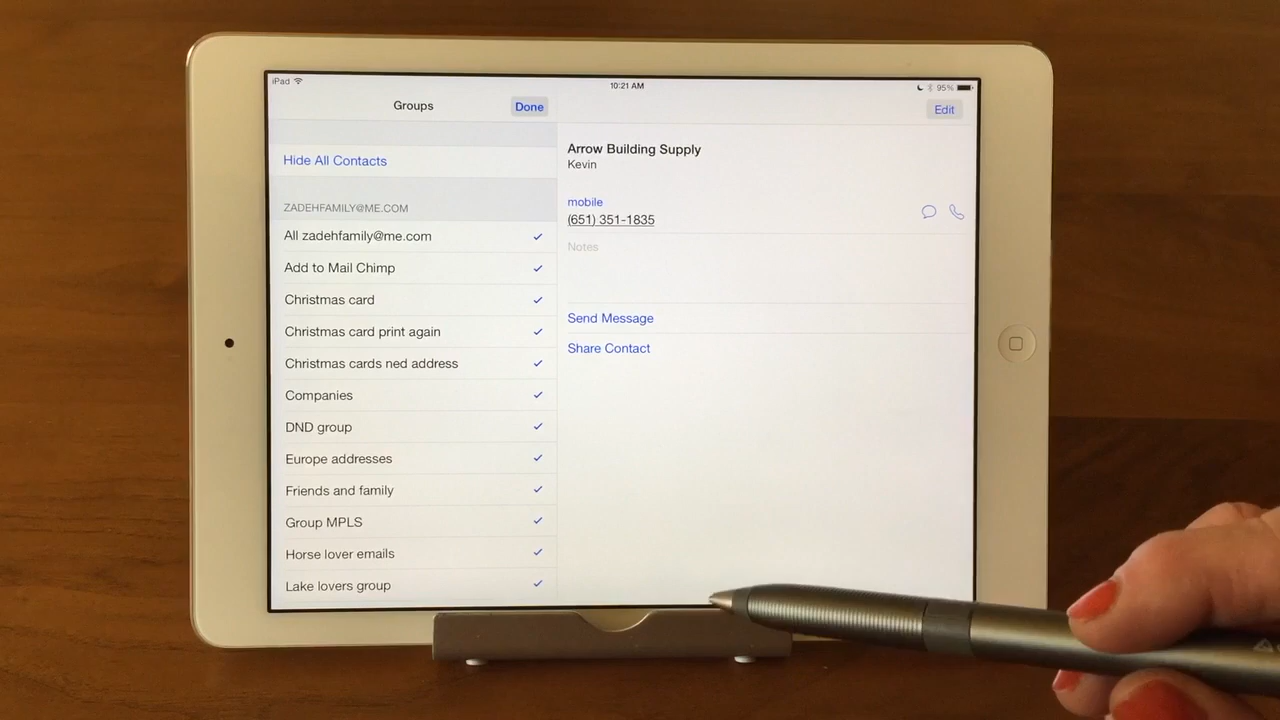 iPad
10:21 AM
95%
Groups
Done
Edit
Hide All Contacts
ZADEHFAMILY@ME.COM
All zadehfamily@me.com
Add to Mail Chimp
Christmas card
Christmas card print again
Christmas cards ned address
Companies
DND group
Europe addresses
Friends and family
Group MPLS
Horse lover emails
Lake lovers group
Arrow Building Supply
Kevin
mobile
(651) 351-1835
Notes
Send Message
Share Contact